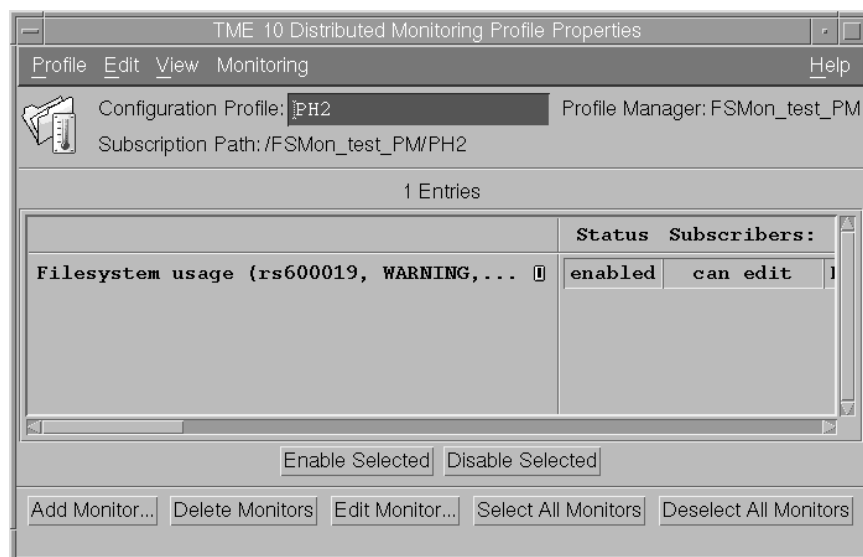 TME 10 Distributed Monitoring Profile Properties
Profile Edit View Monitoring Help
Configuration Profile: PH2 Profile Manager: FSMon_test_PM
Subscription Path: /FSMon_test_PM/PH2
1 Entries
Status Subscribers:
Filesystem usage (rs600019, WARNING,... enabled can edit
Enable Selected Disable Selected
Add Monitor... Delete Monitors Edit Monitor... Select All Monitors Deselect All Monitors